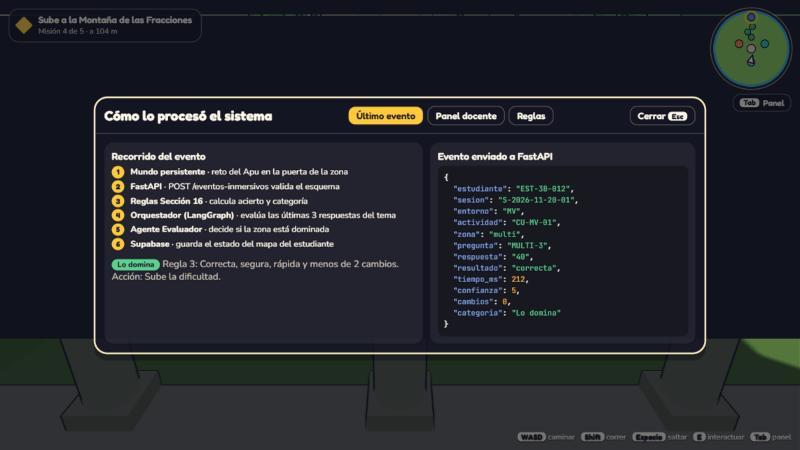 Sube a la Montaña de las Fracciones
Misión 4 de 5 · a 104 m
Tab Panel
Cómo lo procesó el sistema
Último evento
Panel docente
Reglas
Cerrar Esc
Recorrido del evento
1 Mundo persistente · reto del Apu en la puerta de la zona
2 FastAPI · POST /eventos-inmersivos valida el esquema
3 Reglas Sección 16 · calcula acierto y categoría
4 Orquestador (LangGraph) · evalúa las últimas 3 respuestas del tema
5 Agente Evaluador · decide si la zona está dominada
6 Supabase · guarda el estado del mapa del estudiante
Lo domina Regla 3: Correcta, segura, rápida y menos de 2 cambios.
Acción: Sube la dificultad.
Evento enviado a FastAPI
{
"estudiante": "EST-3B-012",
"sesion": "S-2026-11-20-01",
"entorno": "MV",
"actividad": "CU-MV-01",
"zona": "multi",
"pregunta": "MULTI-3",
"respuesta": "40",
"resultado": "correcta",
"tiempo_ms": 212,
"confianza": 5,
"cambios": 0,
"categoria": "Lo domina"
}
WASD caminar Shift correr Espacio saltar E interactuar Tab panel